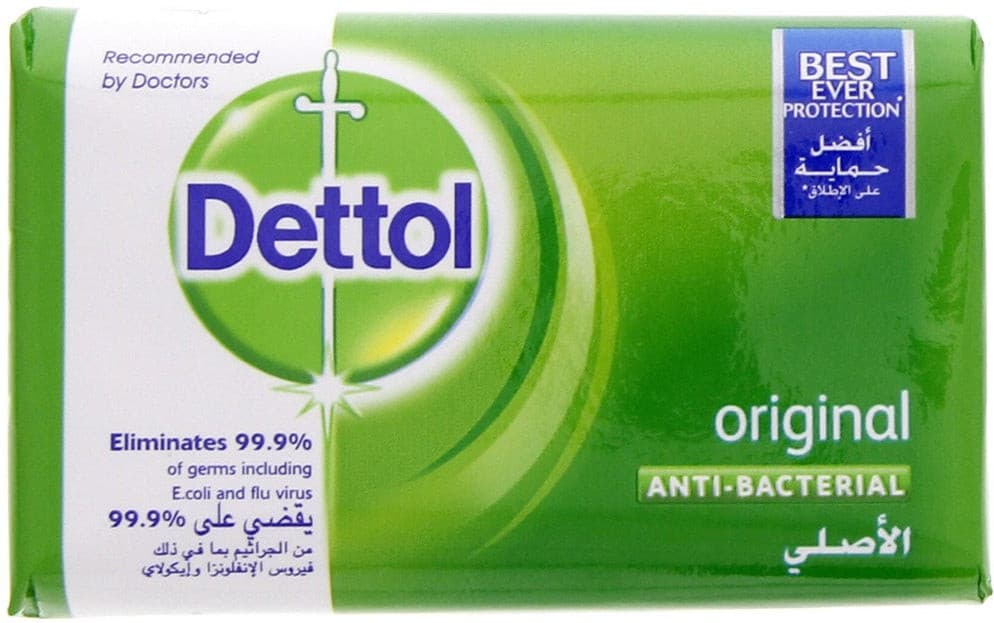 Recommended
by Doctors
Dettol
Eliminates 99.9%
of germs including
E.coli and flu virus
يقضي على 99.9%
من الجراثيم بما في ذلك
فيروس الإنفلونزا وإيكولاي
BEST
EVER
PROTECTION*
أفضل
حماية
على الإطلاق*
original
ANTI-BACTERIAL
الأصلي